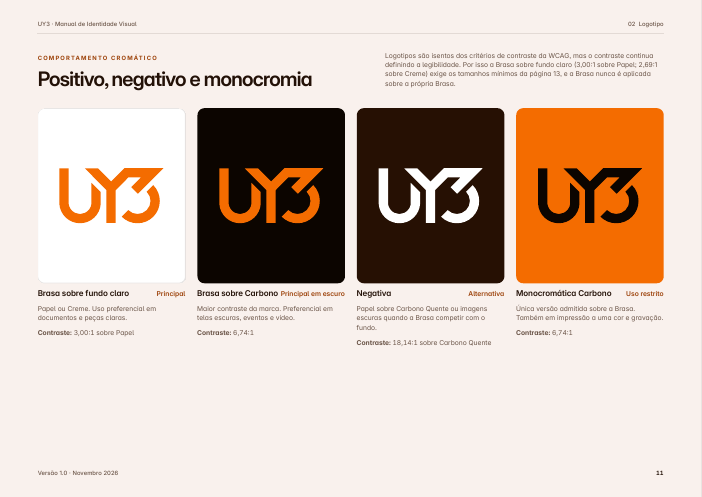 UY3 · Manual de Identidade Visual
02 Logotipo
COMPORTAMENTO CROMÁTICO
Positivo, negativo e monocromia
Logotipos são isentos dos critérios de contraste da WCAG, mas o contraste continua
definindo a legibilidade. Por isso a Brasa sobre fundo claro (3,00:1 sobre Papel; 2,69:1
sobre Creme) exige os tamanhos mínimos da página 13, e a Brasa nunca é aplicada
sobre a própria Brasa.
UY3
UY3
UY3
UY3
Brasa sobre fundo claro Principal
Papel ou Creme. Uso preferencial em
documentos e peças claras.
Contraste: 3,00:1 sobre Papel
Brasa sobre Carbono Principal em escuro
Maior contraste da marca. Preferencial em
telas escuras, eventos e vídeo.
Contraste: 6,74:1
Negativa Alternativa
Papel sobre Carbono Quente ou imagens
escuras quando a Brasa competir com o
fundo.
Contraste: 18,14:1 sobre Carbono Quente
Monocromática Carbono Uso restrito
Única versão admitida sobre a Brasa.
Também em impressão a uma cor e gravação.
Contraste: 6,74:1
Versão 1.0 · Novembro 2026
11